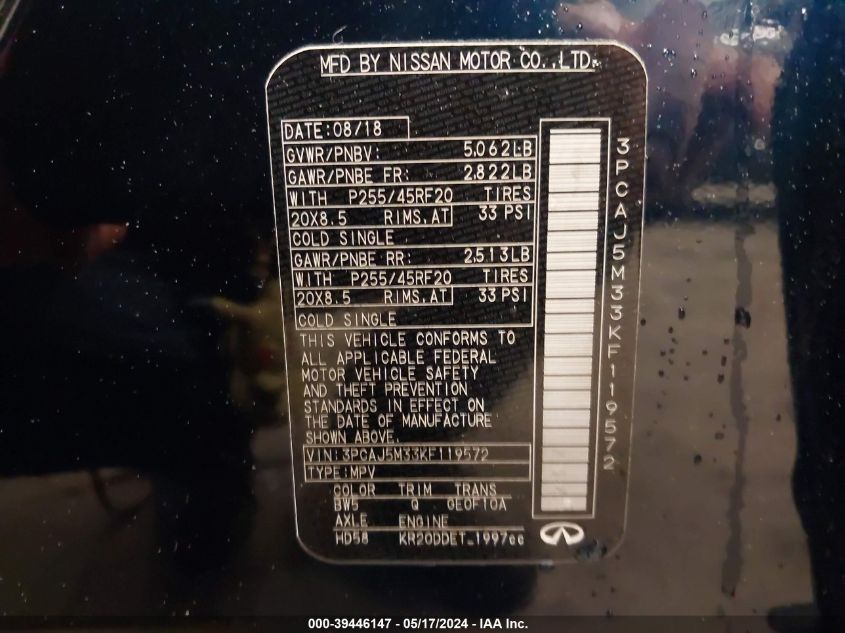 MFD BY NISSAN MOTOR CO.,LTD.
DATE:08/18
GVWR/PNBV: 5.062LB
GAWR/PNBE FR: 2.822LB
WITH P255/45RF20 TIRES
20X8.5 RIMS.AT 33 PSI
COLD SINGLE
GAWR/PNBE RR: 2.513LB
WITH P255/45RF20 TIRES
20X8.5 RIMS.AT 33 PSI
COLD SINGLE
THIS VEHICLE CONFORMS TO
ALL APPLICABLE FEDERAL
MOTOR VEHICLE SAFETY
AND THEFT PREVENTION
STANDARDS IN EFFECT ON
THE DATE OF MANUFACTURE
SHOWN ABOVE.
VIN:3PCAJ5M33KF119572
TYPE:MPV
COLOR TRIM TRANS
BW5 Q GE0F10A
AXLE ENGINE
HD58 KR20DDET_1997cc
3PCAJ5M33KF119572
000-39446147 - 05/17/2024 - IAA Inc.